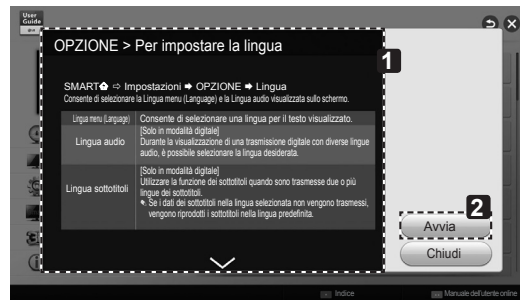 User
Guide
OPZIONE > Per impostare la lingua
1
SMART ⇨ Impostazioni ➡ OPZIONE ➡ Lingua
Consente di selezionare la Lingua menu (Language) e la Lingua audio visualizzata sullo schermo.
Lingua menu (Language) Consente di selezionare una lingua per il testo visualizzato.
Lingua audio
[Solo in modalità digitale]
Durante la visualizzazione di una trasmissione digitale con diverse lingue
audio, è possibile selezionare la lingua desiderata.
Lingua sottotitoli
[Solo in modalità digitale]
Utilizzare la funzione dei sottotitoli quando sono trasmesse due o più
lingue dei sottotitoli.
Se i dati dei sottotitoli nella lingua selezionata non vengono trasmessi,
vengono riprodotti i sottotitoli nella lingua predefinita.
2
Avvia
Chiudi
Indice
Manuale dell'utente online